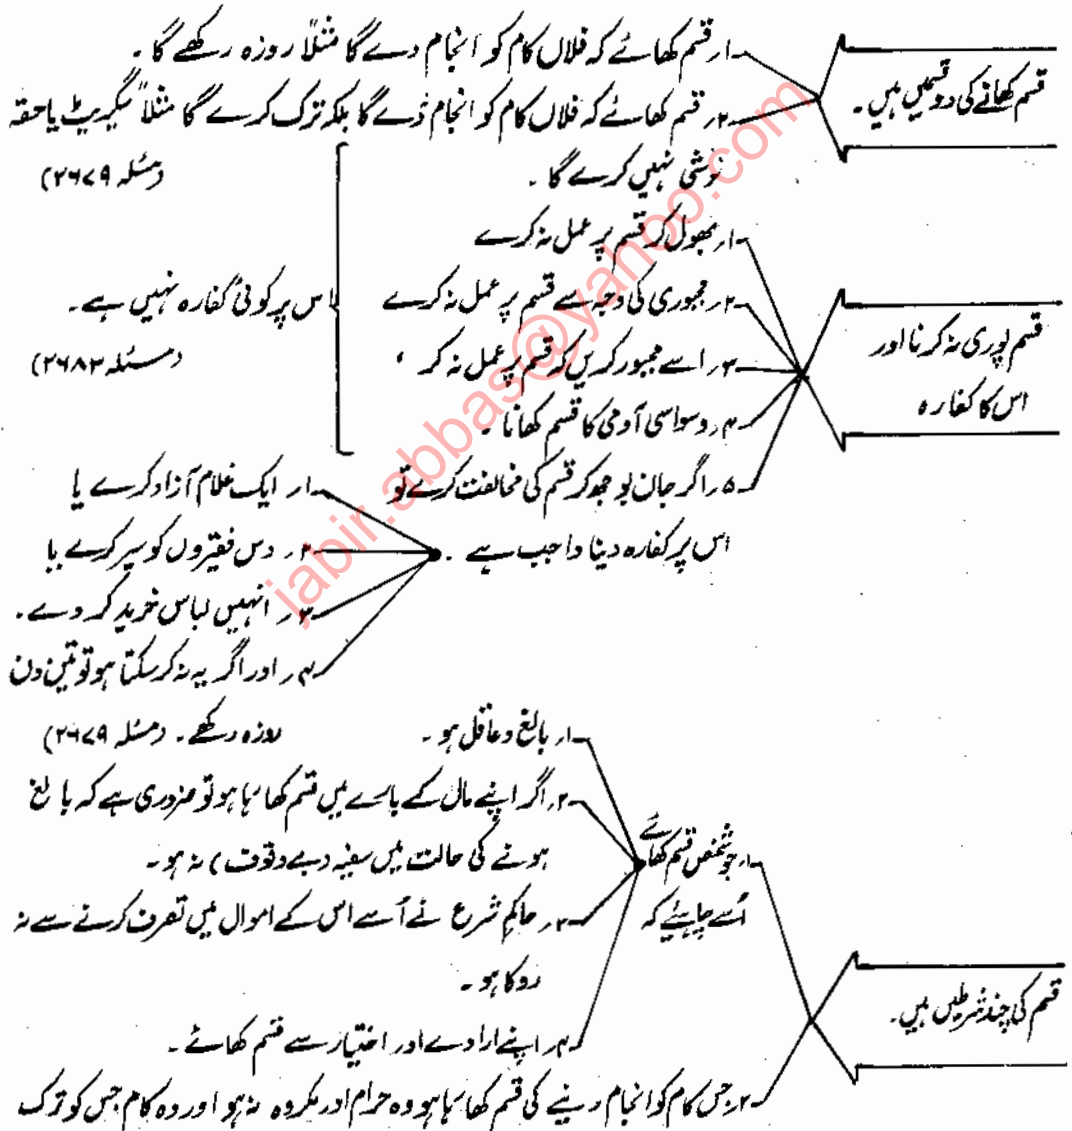 قسم کھانے کی دو قسمیں ہیں۔
۱۔ قسم کھائے کہ فلاں کام کو انجام دے گا مثلاً روزہ رکھے گا۔
۲۔ قسم کھائے کہ فلاں کام کو انجام نہ دے گا بلکہ ترک کرے گا مثلاً سگریٹ یا حقہ
نوشی نہیں کرے گا۔ (مسئلہ ۲۶۷۹)
قسم پوری نہ کرنا اور
اس کا کفارہ
۱۔ بھول کر قسم پر عمل نہ کرے
۲۔ مجبوری کی وجہ سے قسم پر عمل نہ کرے
۳۔ اسے مجبور کریں کہ قسم پر عمل نہ کر
۴۔ وسواسی آدمی کا قسم کھانا۔
اس پر کوئی کفارہ نہیں ہے۔
(مسئلہ ۲۶۸۲)
۵۔ اگر جان بوجھ کر قسم کی مخالفت کرے تو
اس پر کفارہ دینا واجب ہے۔
۱۔ ایک غلام آزاد کرے یا
۲۔ دس فقیروں کو سیر کرے یا
۳۔ انہیں لباس خرید کر دے۔
۴۔ اور اگر یہ نہ کر سکتا ہو تو تین دن
روزہ رکھے۔ (مسئلہ ۲۶۷۹)
قسم کی چند شرطیں ہیں۔
۱۔ جو شخص قسم کھائے
اُسے چاہیئے کہ
۱۔ بالغ و عاقل ہو۔
۲۔ اگر اپنے مال کے بارے میں قسم کھا رہا ہو تو ضروری ہے کہ بالغ
ہونے کی حالت میں سفیہ (بے وقوف) نہ ہو۔
۳۔ حاکم شرع نے اُسے اس کے اموال میں تصرف کرنے سے نہ
روکا ہو۔
۴۔ اپنے ارادے اور اختیار سے قسم کھائے۔
۲۔ جس کام کو انجام دینے کی قسم کھا رہا ہو وہ حرام اور مکروہ نہ ہو اور وہ کام جس کو ترک
jabir.abbas@yahoo.com